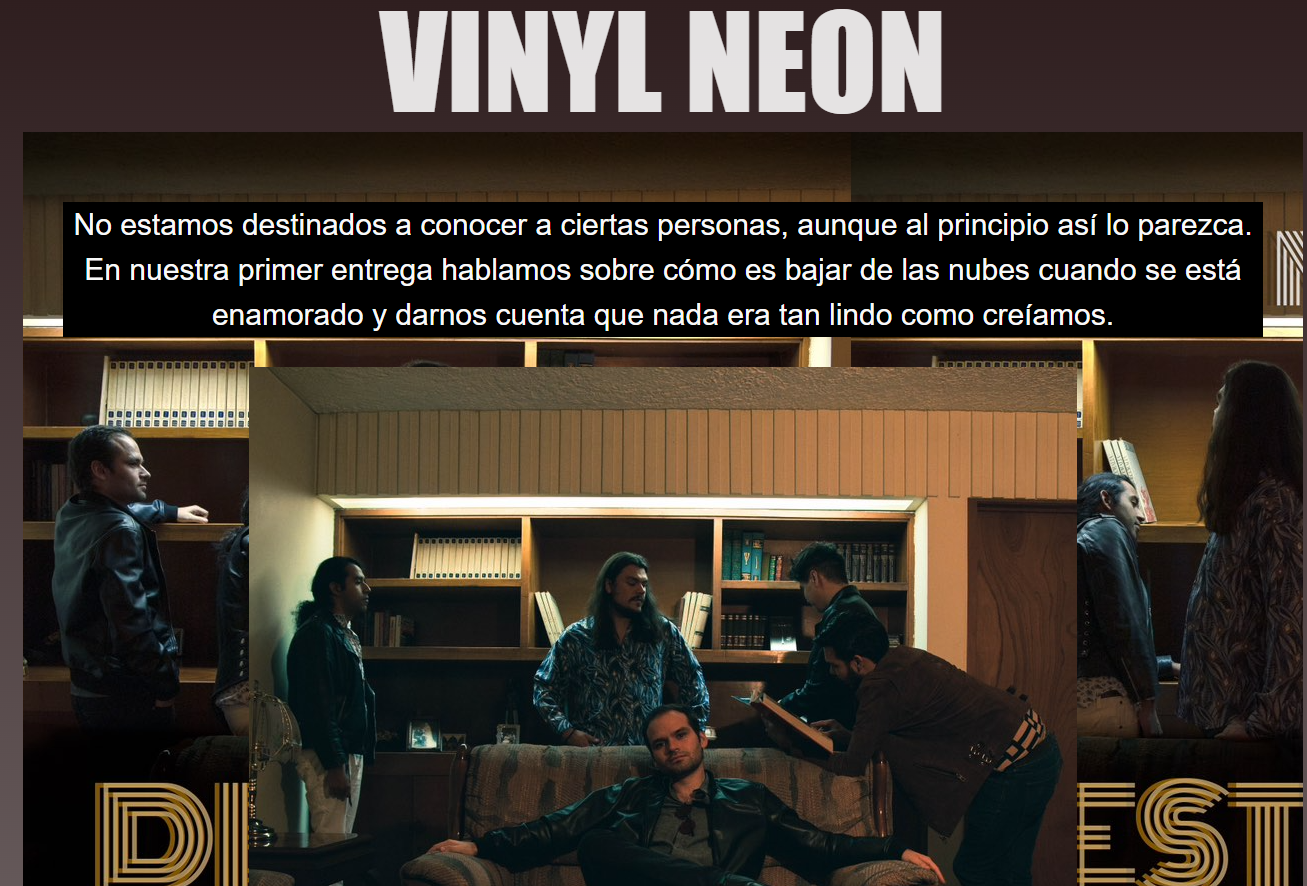 VINYL NEON
No estamos destinados a conocer a ciertas personas, aunque al principio así lo parezca.
En nuestra primer entrega hablamos sobre cómo es bajar de las nubes cuando se está
enamorado y darnos cuenta que nada era tan lindo como creíamos.
N
DI
EST